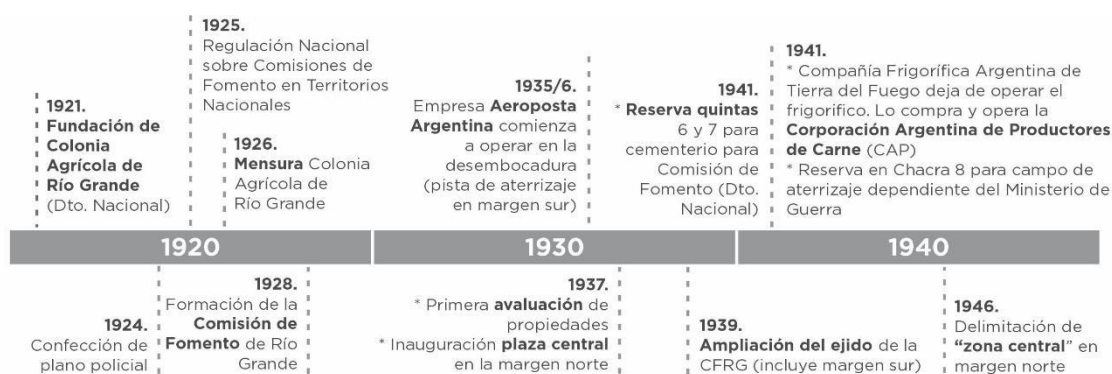 1921.
Fundación de
Colonia
Agrícola de
Río Grande
(Dto. Nacional)
1925.
Regulación Nacional
sobre Comisiones de
Fomento en Territorios
Nacionales
1926.
Mensura Colonia
Agrícola de
Río Grande
1935/6.
Empresa Aeroposta
Argentina comienza
a operar en la
desembocadura
(pista de aterrizaje
en margen sur)
1941.
* Reserva quintas
6 y 7 para
cementerio para
Comisión de
Fomento (Dto.
Nacional)
1941.
* Compañía Frigorífica Argentina de
Tierra del Fuego deja de operar el
frigorifico. Lo compra y opera la
Corporación Argentina de Productores
de Carne (CAP)
* Reserva en Chacra 8 para campo de
aterrizaje dependiente del Ministerio de
Guerra
1920
1930
1940
1924.
Confección de
plano policial
1928.
Formación de la
Comisión de
Fomento de Río
Grande
1937.
* Primera avaluación de
propiedades
* Inauguración plaza central
en la margen norte
1939.
Ampliación del ejido de la
CFRG (incluye margen sur)
1946.
Delimitación de
“zona central” en
margen norte